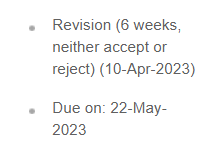 Revision (6 weeks,
neither accept or
reject) (10-Apr-2023)
Due on: 22-May-
2023